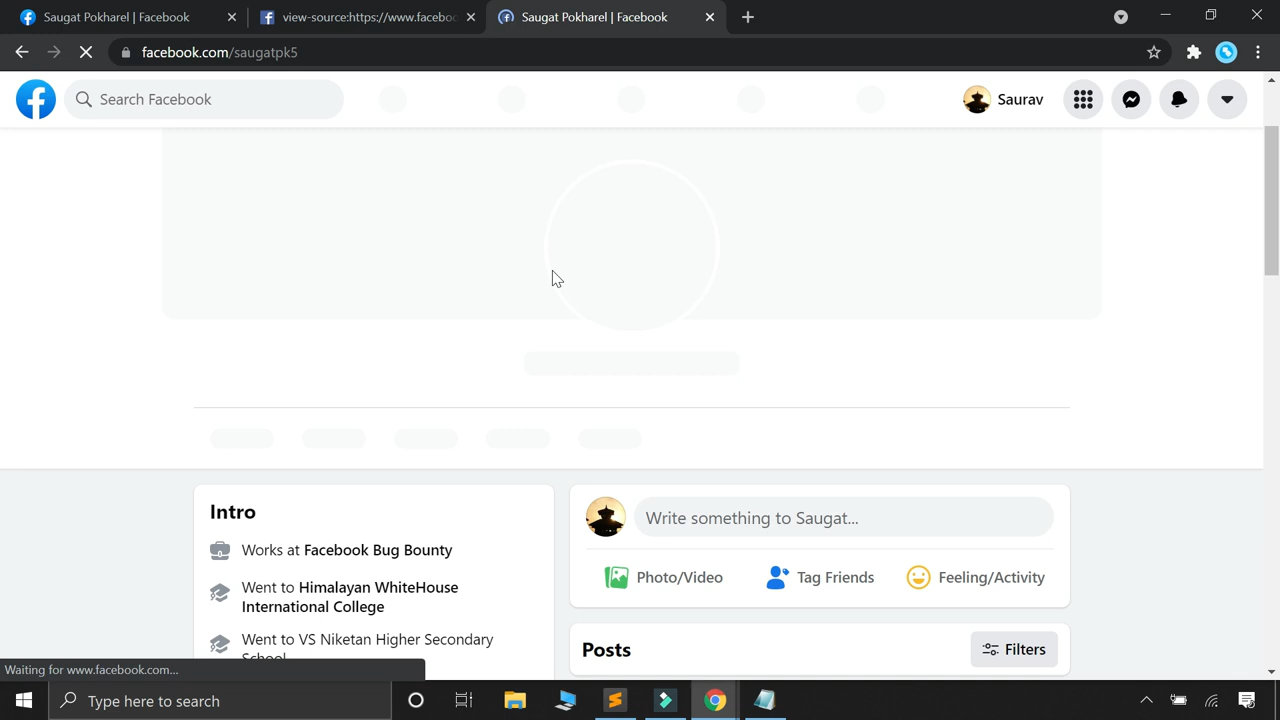 Saugat Pokharel | Facebook
view-source:https://www.facebo
Saugat Pokharel | Facebook
facebook.com/saugatpk5
Search Facebook
Saurav
Intro
Works at Facebook Bug Bounty
Went to Himalayan WhiteHouse
International College
Went to VS Niketan Higher Secondary
School
Write something to Saugat...
Photo/Video
Tag Friends
Feeling/Activity
Posts
Filters
Waiting for www.facebook.com...
Type here to search